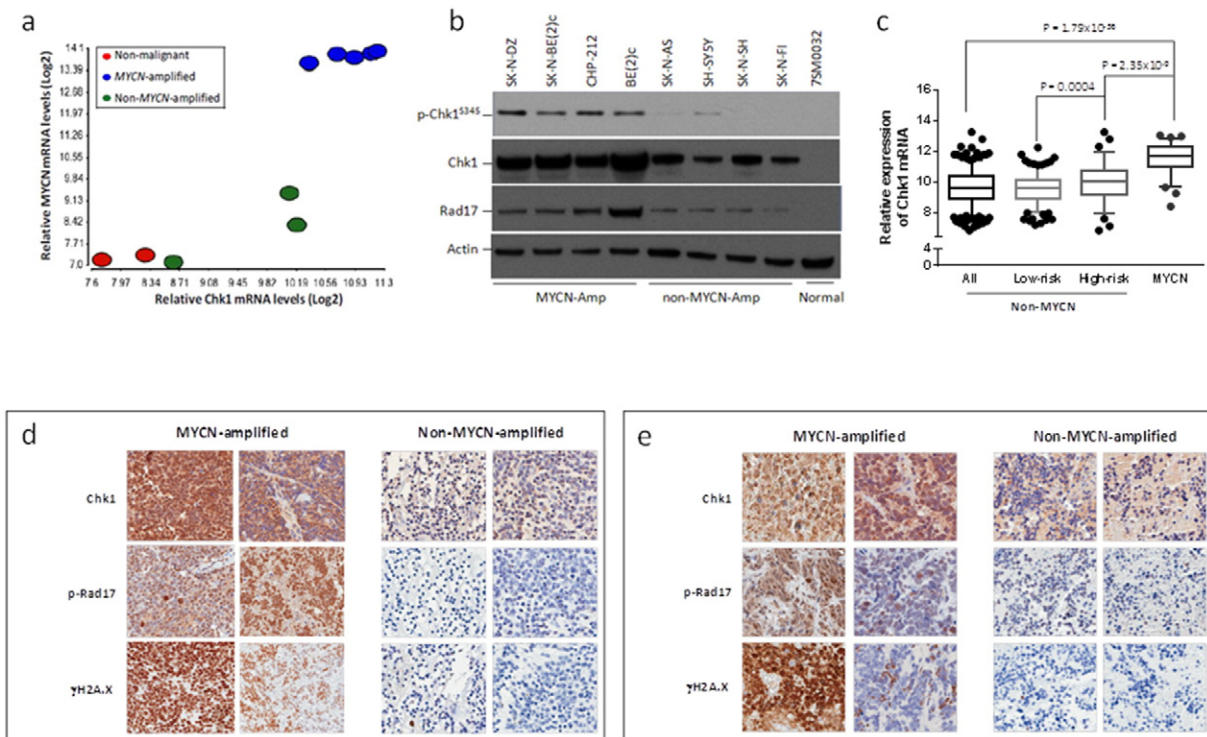 a
Relative MYCN mRNA levels (Log2)
14.1
13.39
12.68
11.97
11.26
10.56
9.84
9.13
8.42
7.71
7.0
Non-malignant
MYCN-amplified
Non-MYCN-amplified
7.6 7.97 8.34 8.71 9.08 9.45 9.82 10.19 10.56 10.93 11.3
Relative Chk1 mRNA levels (Log2)
b
SK-N-DZ
SK-N-BE(2)c
CHP-212
BE(2)c
SK-N-AS
SH-SY5Y
SK-N-SH
SK-N-FI
7SM0032
p-Chk1S345
Chk1
Rad17
Actin
MYCN-Amp non-MYCN-Amp Normal
c
P = 2.35x10
P = 0.0004
Relative expression of Chk1 mRNA
16
14
12
10
8
4
0
All Low-risk High-risk MYCN
Non-MYCN
d
MYCN-amplified Non-MYCN-amplified
Chk1
p-Rad17
γH2A.X
e
MYCN-amplified Non-MYCN-amplified
Chk1
p-Rad17
γH2A.X